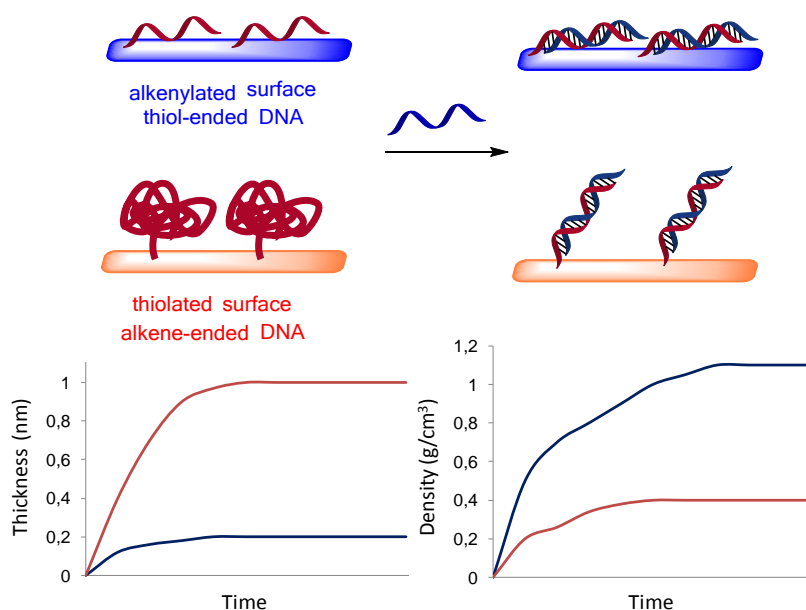 alkenylated surface
thiol-ended DNA
thiolated surface
alkene-ended DNA
Thickness (nm)
1
0,8
0,6
0,4
0,2
0
Time
Density (g/cm³)
1,2
1
0,8
0,6
0,4
0,2
0
Time